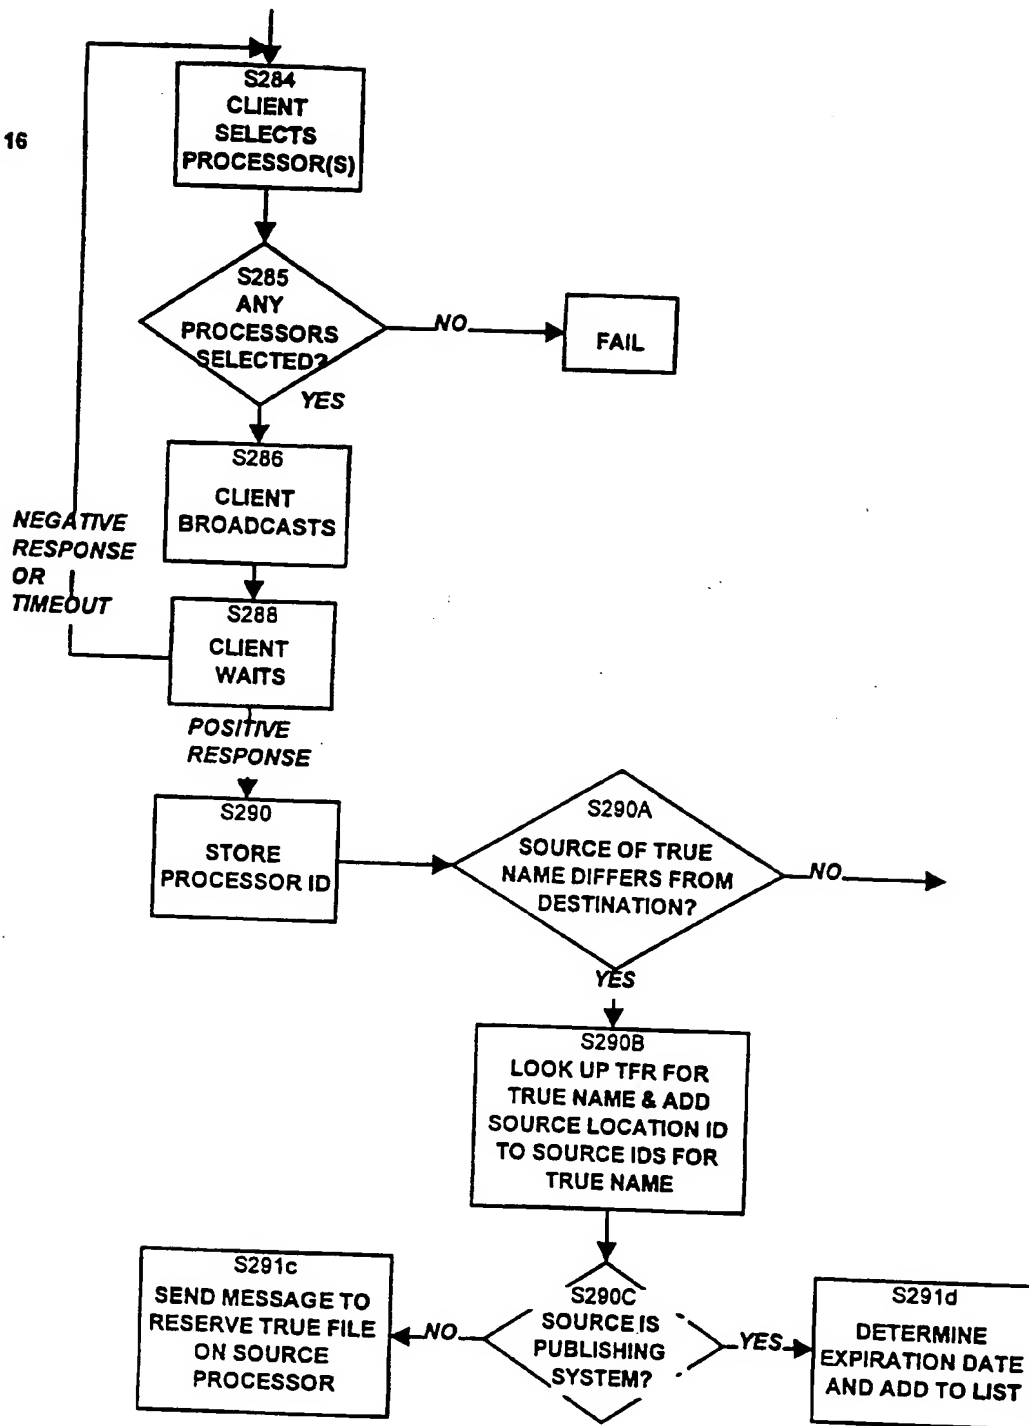 S284
CLIENT
SELECTS
PROCESSOR(S)
16
S285
ANY
PROCESSORS
SELECTED?
NO
FAIL
YES
S286
CLIENT
BROADCASTS
NEGATIVE
RESPONSE
OR
TIMEOUT
S288
CLIENT
WAITS
POSITIVE
RESPONSE
S290
STORE
PROCESSOR ID
S290A
SOURCE OF TRUE
NAME DIFFERS FROM
DESTINATION?
NO
YES
S290B
LOOK UP TFR FOR
TRUE NAME & ADD
SOURCE LOCATION ID
TO SOURCE IDS FOR
TRUE NAME
S291c
SEND MESSAGE TO
RESERVE TRUE FILE
ON SOURCE
PROCESSOR
NO
S290C
SOURCE IS
PUBLISHING
SYSTEM?
YES
S291d
DETERMINE
EXPIRATION DATE
AND ADD TO LIST